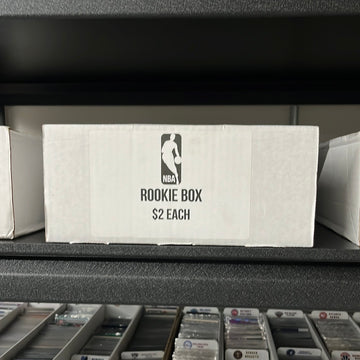 NBA
ROOKIE BOX
$2 EACH